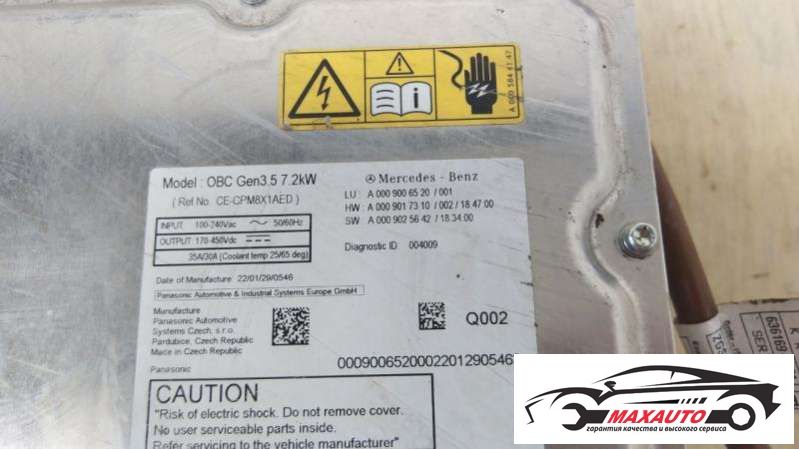 A 000 584 41 47
Model : OBC Gen3.5 7.2kW
( Ref No. CE-CPM8X1AED )
INPUT 100-240Vac 50/60Hz
OUTPUT 170-450Vdc
35A/30A (Coolant temp 25/65 deg)
Date of Manufacture : 22/01/29/0546
Panasonic Automotive & Industrial Systems Europe GmbH
Manufacture
Panasonic Automotive
Systems Czech, s.r.o.
Pardubice, Czech Republic
Made in Czech Republic
Panasonic
Mercedes - Benz
LU : A 000 900 65 20 / 001
HW : A 000 901 73 10 / 002 / 18.47.00
SW : A 000 902 56 42 / 18.34.00
Diagnostic ID 004009
Q002
00090065200022012905 46
CAUTION
"Risk of electric shock. Do not remove cover.
No user serviceable parts inside.
Refer servicing to the vehicle manufacturer"
636169
SER
MAXAUTO
гарантия качества и высокого сервиса